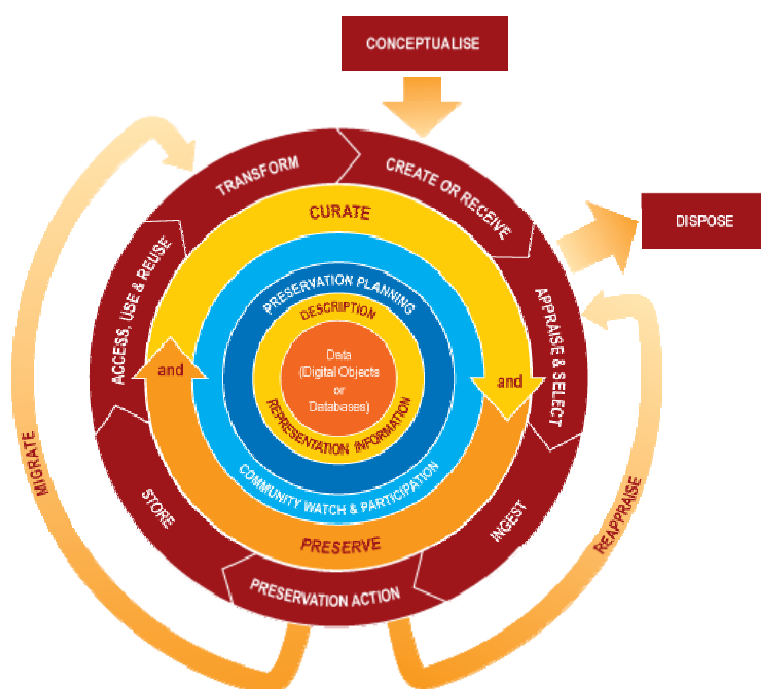 CONCEPTUALISE
CREATE OR RECEIVE
DISPOSE
APPRAISE & SELECT
INGEST
REAPPRAISE
PRESERVATION ACTION
STORE
MIGRATE
ACCESS, USE & REUSE
TRANSFORM
CURATE
and
PRESERVE
and
COMMUNITY WATCH & PARTICIPATION
PRESERVATION PLANNING
DESCRIPTION
REPRESENTATION INFORMATION
Data
(Digital Objects
or
Databases)